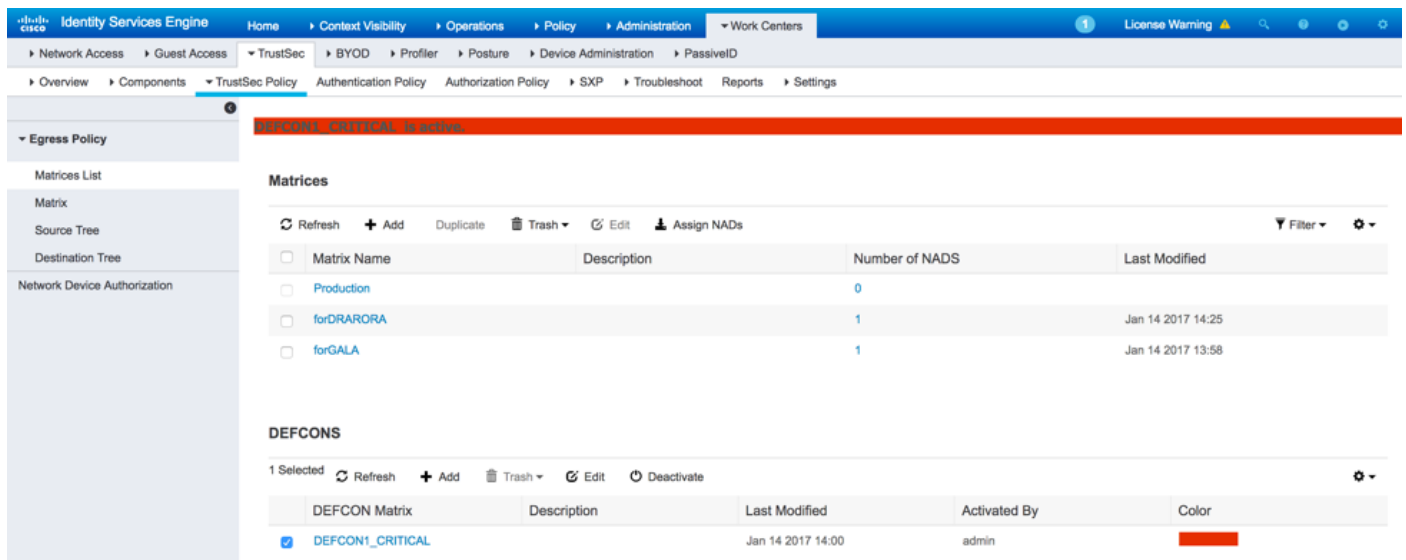 cisco Identity Services Engine Home Context Visibility Operations Policy Administration Work Centers 1 License Warning
Network Access Guest Access TrustSec BYOD Profiler Posture Device Administration PassiveID
Overview Components TrustSec Policy Authentication Policy Authorization Policy SXP Troubleshoot Reports Settings
DEFCON1_CRITICAL is active.
Egress Policy
Matrices List
Matrix
Source Tree
Destination Tree
Network Device Authorization
Matrices
Refresh Add Duplicate Trash Edit Assign NADs Filter
Matrix Name Description Number of NADS Last Modified
Production 0
forDRARORA 1 Jan 14 2017 14:25
forGALA 1 Jan 14 2017 13:58
DEFCONS
1 Selected Refresh Add Trash Edit Deactivate
DEFCON Matrix Description Last Modified Activated By Color
DEFCON1_CRITICAL Jan 14 2017 14:00 admin